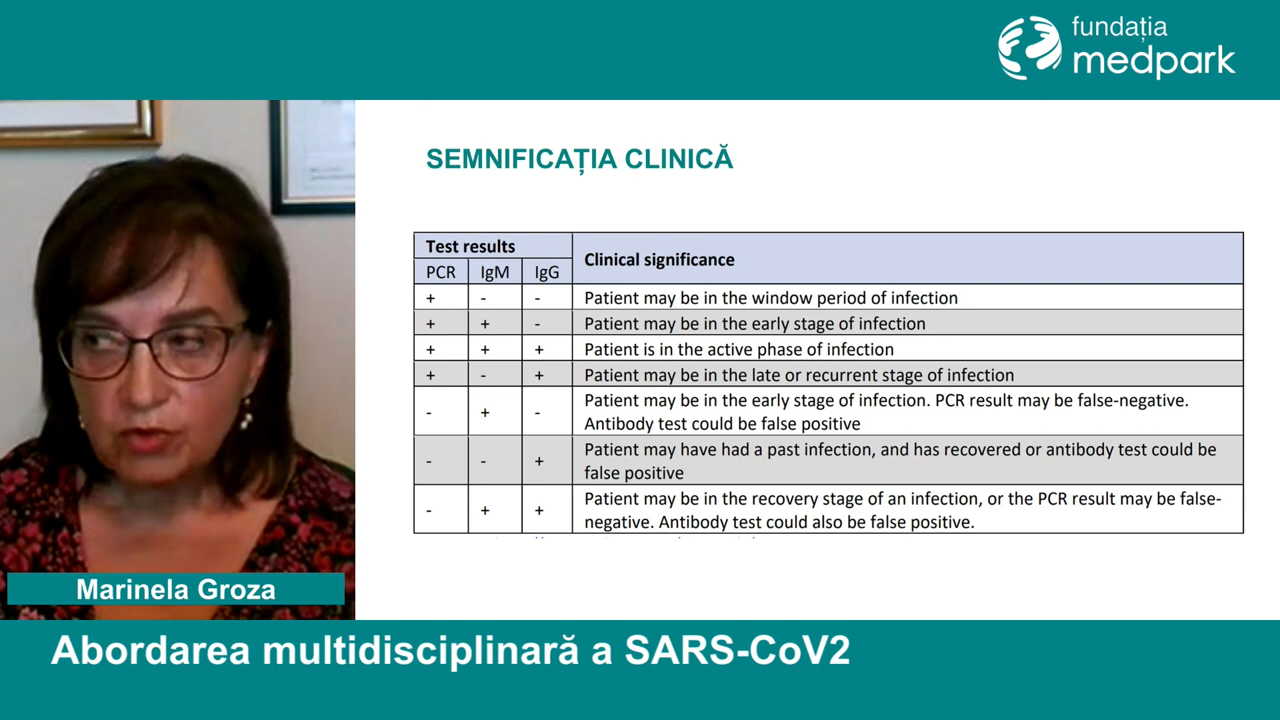 fundația
medpark
SEMNIFICAȚIA CLINICĂ
Test results
Clinical significance
PCR IgM IgG
+ - - Patient may be in the window period of infection
+ + - Patient may be in the early stage of infection
+ + + Patient is in the active phase of infection
+ - + Patient may be in the late or recurrent stage of infection
- + - Patient may be in the early stage of infection. PCR result may be false-negative.
Antibody test could be false positive
- - + Patient may have had a past infection, and has recovered or antibody test could be
false positive
- + + Patient may be in the recovery stage of an infection, or the PCR result may be false-
negative. Antibody test could also be false positive.
Marinela Groza
Abordarea multidisciplinară a SARS-CoV2